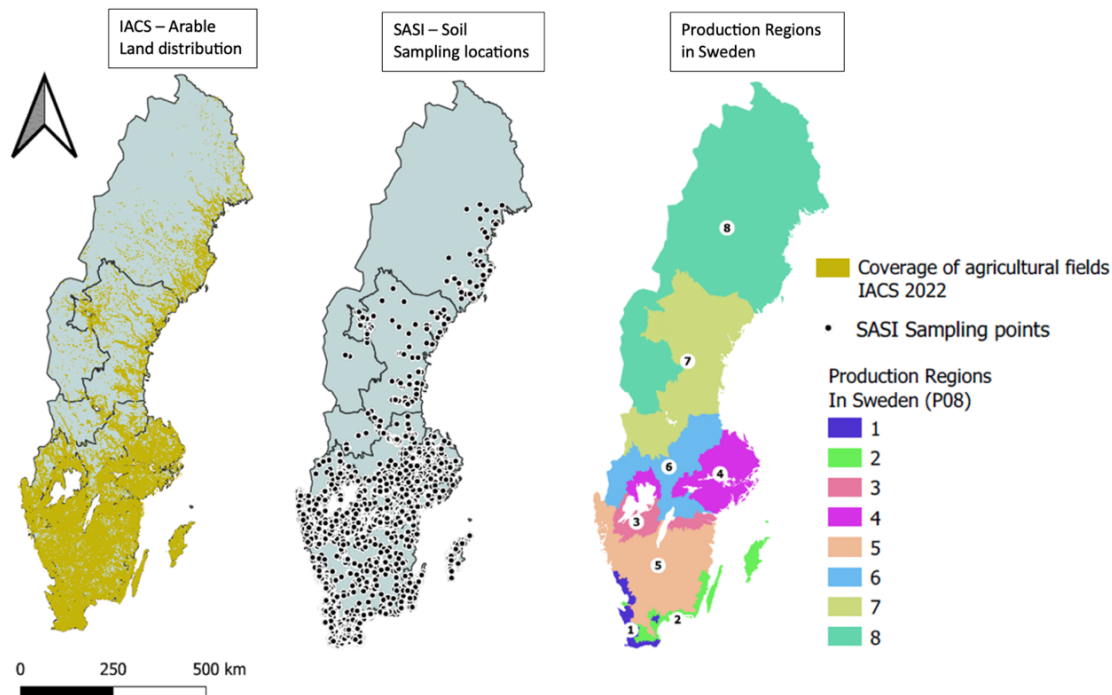 IACS – Arable
Land distribution
SASI – Soil
Sampling locations
Production Regions
in Sweden
8
7
6
4
3
5
2
1
Coverage of agricultural fields
IACS 2022
SASI Sampling points
Production Regions
In Sweden (P08)
1
2
3
4
5
6
7
8
0 250 500 km